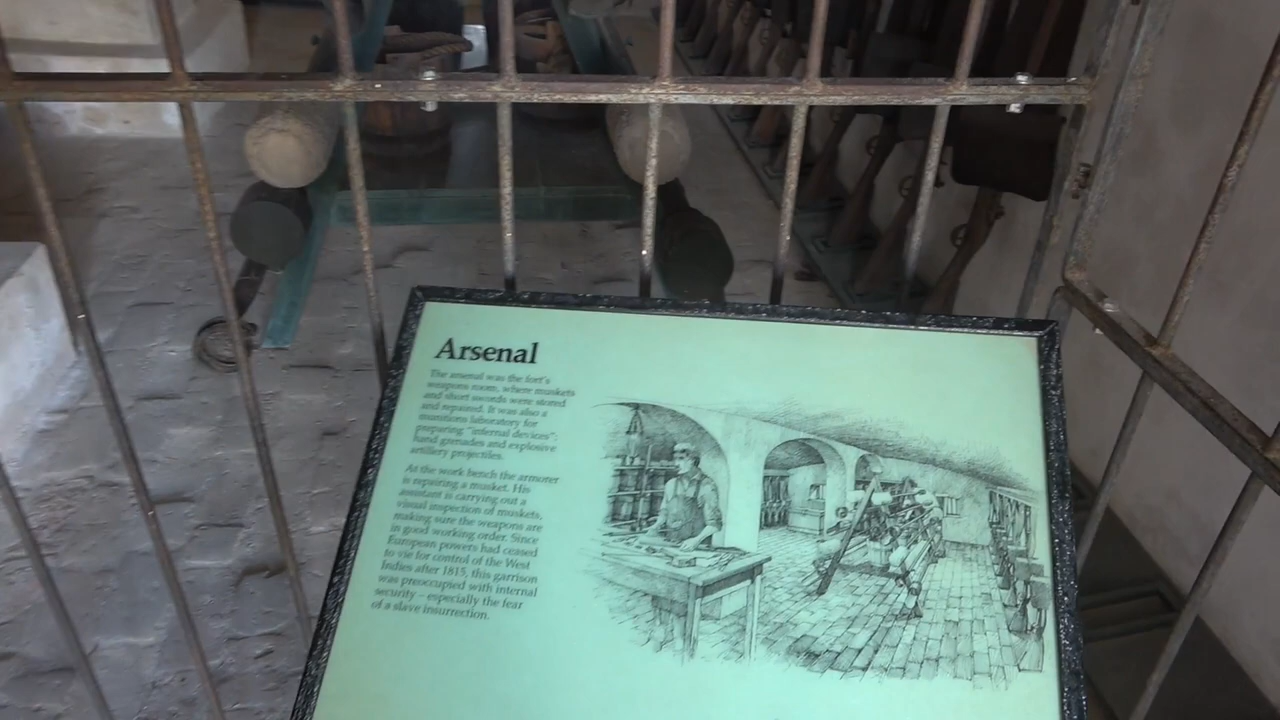 Arsenal
The arsenal was the fort's
weapons room, where muskets
and short swords were stored
and repaired. It was also a
munitions laboratory for
preparing "infernal devices":
hand grenades and explosive
artillery projectiles.
At the work bench the armorer
is repairing a musket. His
assistant is carrying out a
visual inspection of muskets,
making sure the weapons are
in good working order. Since
European powers had ceased
to vie for control of the West
Indies after 1815, this garrison
was preoccupied with internal
security – especially the fear
of a slave insurrection.